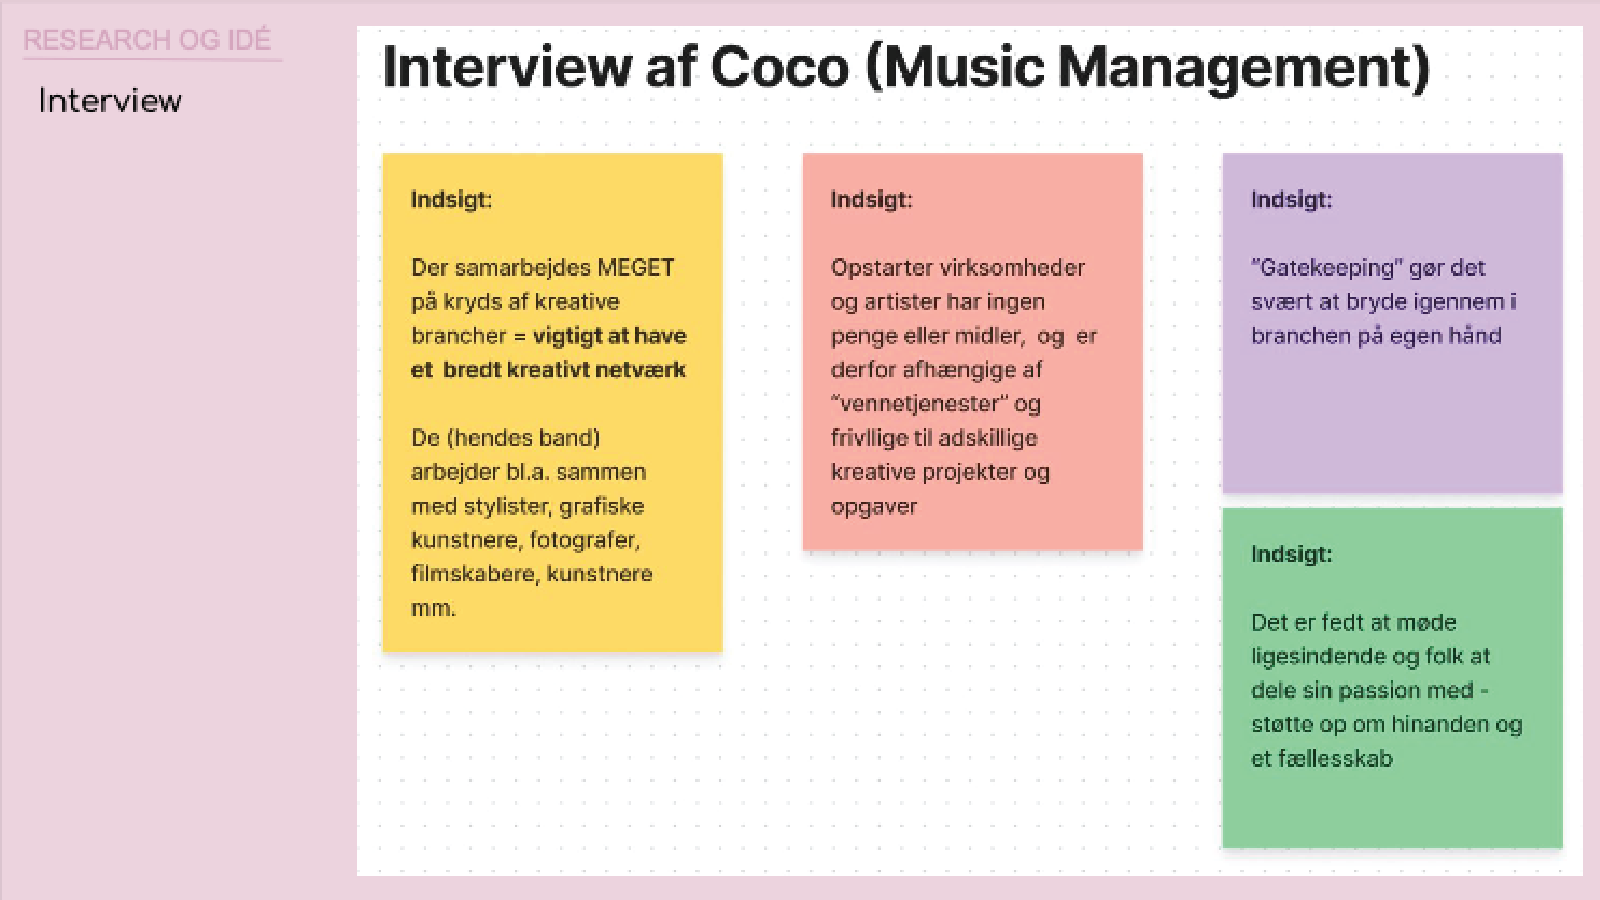 RESEARCH OG IDÉ
Interview
Interview af Coco (Music Management)
Indsigt:
Der samarbejdes MEGET
på kryds af kreative
brancher = vigtigt at have
et bredt kreativt netværk
De (hendes band)
arbejder bl.a. sammen
med stylister, grafiske
kunstnere, fotografer,
filmskabere, kunstnere
mm.
Indsigt:
Opstarter virksomheder
og artister har ingen
penge eller midler, og er
derfor afhængige af
“vennetjenester” og
frivllige til adskillige
kreative projekter og
opgaver
Indsigt:
“Gatekeeping” gør det
svært at bryde igennem i
branchen på egen hånd
Indsigt:
Det er fedt at møde
ligesindende og folk at
dele sin passion med -
støtte op om hinanden og
et fællesskab